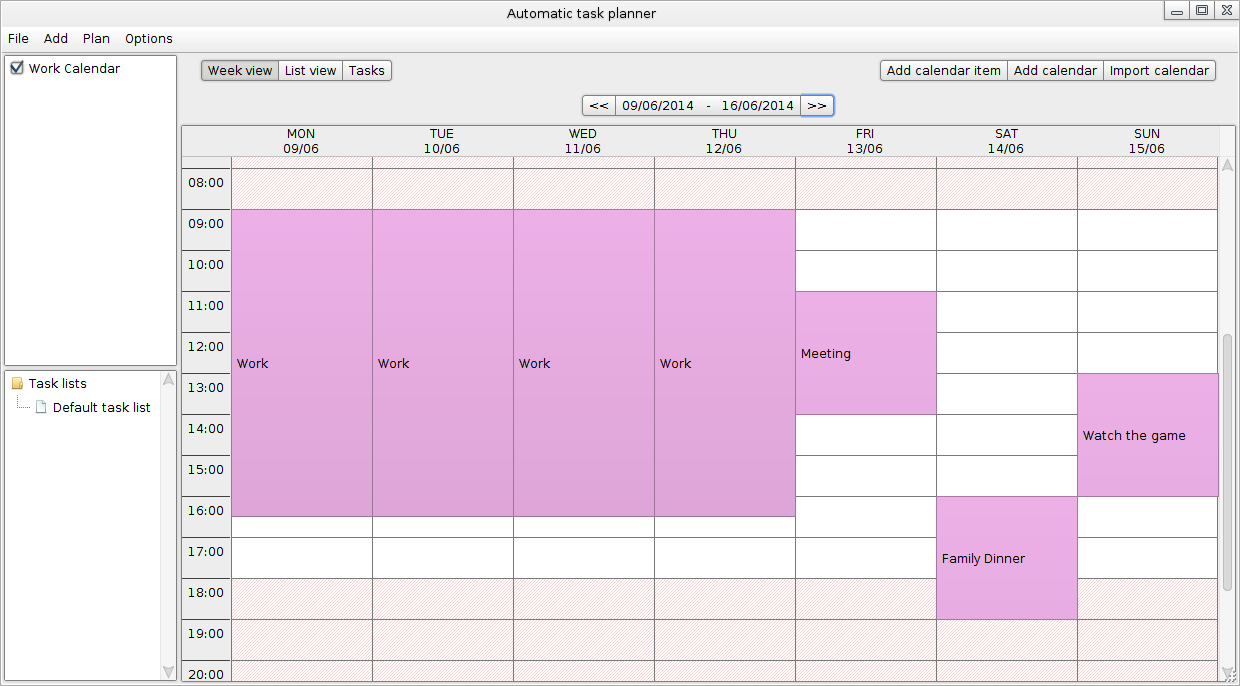 Automatic task planner
File Add Plan Options
Work Calendar
Week view List view Tasks
Add calendar item Add calendar Import calendar
<< 09/06/2014 - 16/06/2014 >>
MON TUE WED THU FRI SAT SUN
09/06 10/06 11/06 12/06 13/06 14/06 15/06
08:00
09:00
10:00
11:00
12:00
Meeting
Work Work Work Work
Task lists
13:00
Default task list
14:00
Watch the game
15:00
16:00
17:00
Family Dinner
18:00
19:00
20:00